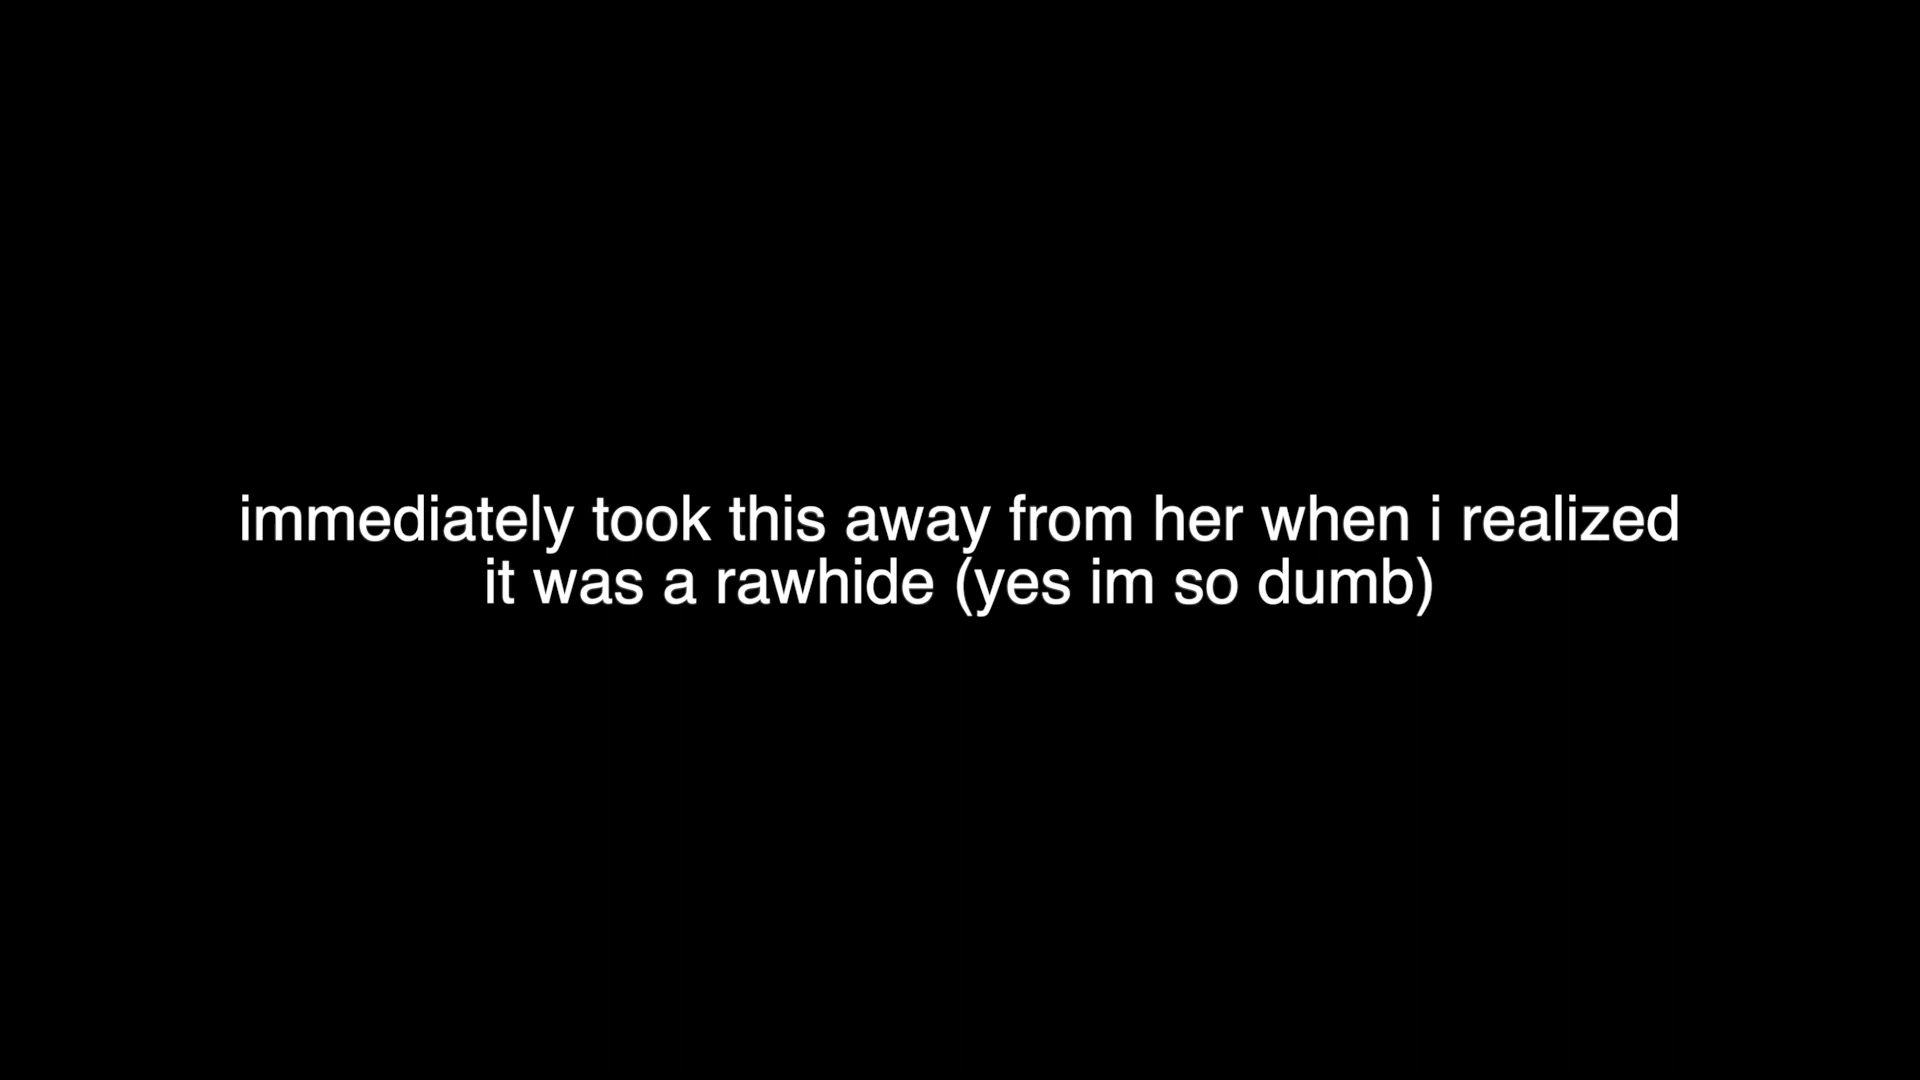 immediately took this away from her when i realized
it was a rawhide (yes im so dumb)